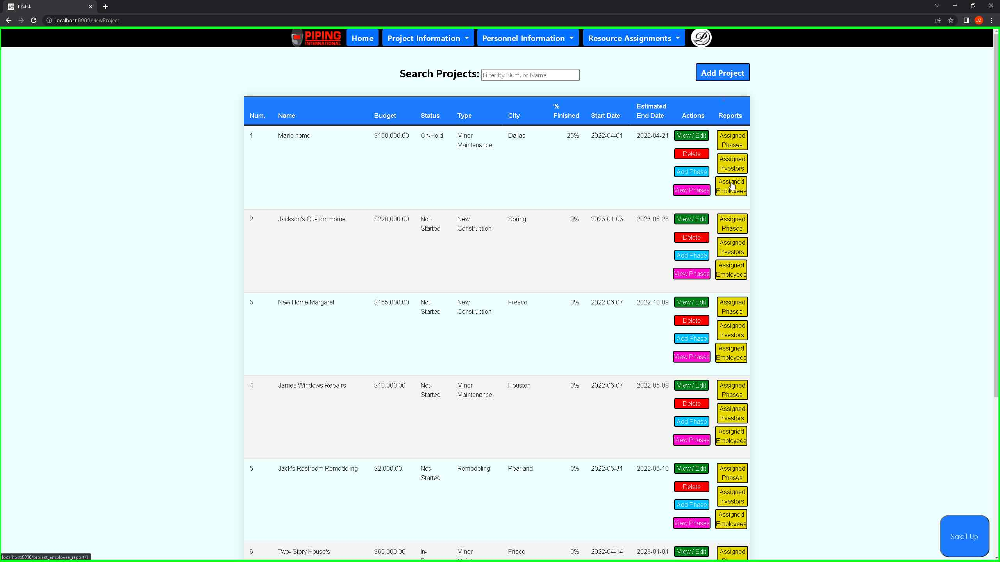 T.A.P.I.
localhost:8080/viewProject
JZ
PIPING
INTERNATIONAL
Home
Project Information
Personnel Information
Resource Assignments
P
Search Projects:
Filter by Num. or Name
Add Project
Num. Name Budget Status Type City % Finished Start Date Estimated End Date Actions Reports
1 Mario home $160,000.00 On-Hold Minor Maintenance Dallas 25% 2022-04-01 2022-04-21
View / Edit
Delete
Add Phase
View Phases
Assigned Phases
Assigned Investors
Assigned Employees
2 Jackson's Custom Home $220,000.00 Not-Started New Construction Spring 0% 2023-01-03 2023-06-28
View / Edit
Delete
Add Phase
View Phases
Assigned Phases
Assigned Investors
Assigned Employees
3 New Home Margaret $165,000.00 Not-Started New Construction Fresco 0% 2022-06-07 2022-10-09
View / Edit
Delete
Add Phase
View Phases
Assigned Phases
Assigned Investors
Assigned Employees
4 James Windows Repairs $10,000.00 Not-Started Minor Maintenance Houston 0% 2022-06-07 2022-05-09
View / Edit
Delete
Add Phase
View Phases
Assigned Phases
Assigned Investors
Assigned Employees
5 Jack's Restroom Remodeling $2,000.00 Not-Started Remodeling Pearland 0% 2022-05-31 2022-06-10
View / Edit
Delete
Add Phase
View Phases
Assigned Phases
Assigned Investors
Assigned Employees
6 Two- Story House's $65,000.00 In- Minor Frisco 0% 2022-04-14 2023-01-01
View / Edit
Assigned
Scroll Up
localhost:8080/project_employee_report/1